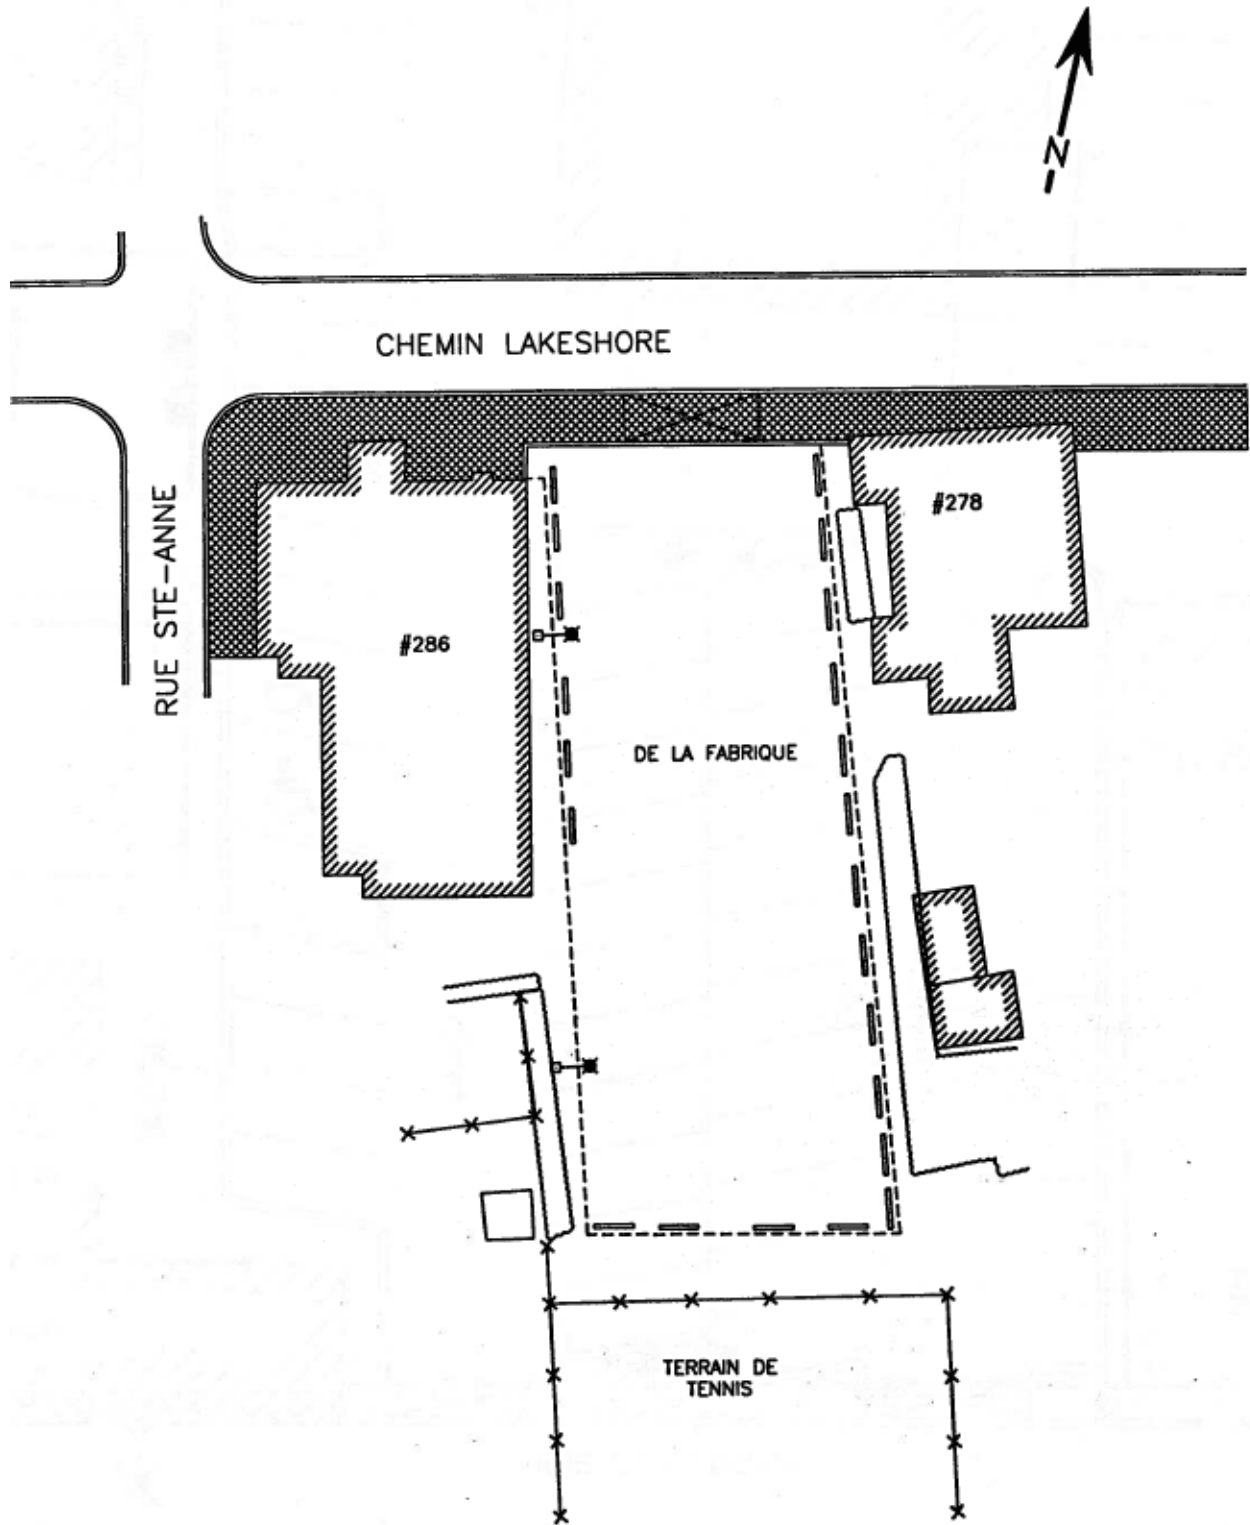 N
CHEMIN LAKESHORE
RUE STE-ANNE
#278
#286
DE LA FABRIQUE
TERRAIN DE
TENNIS